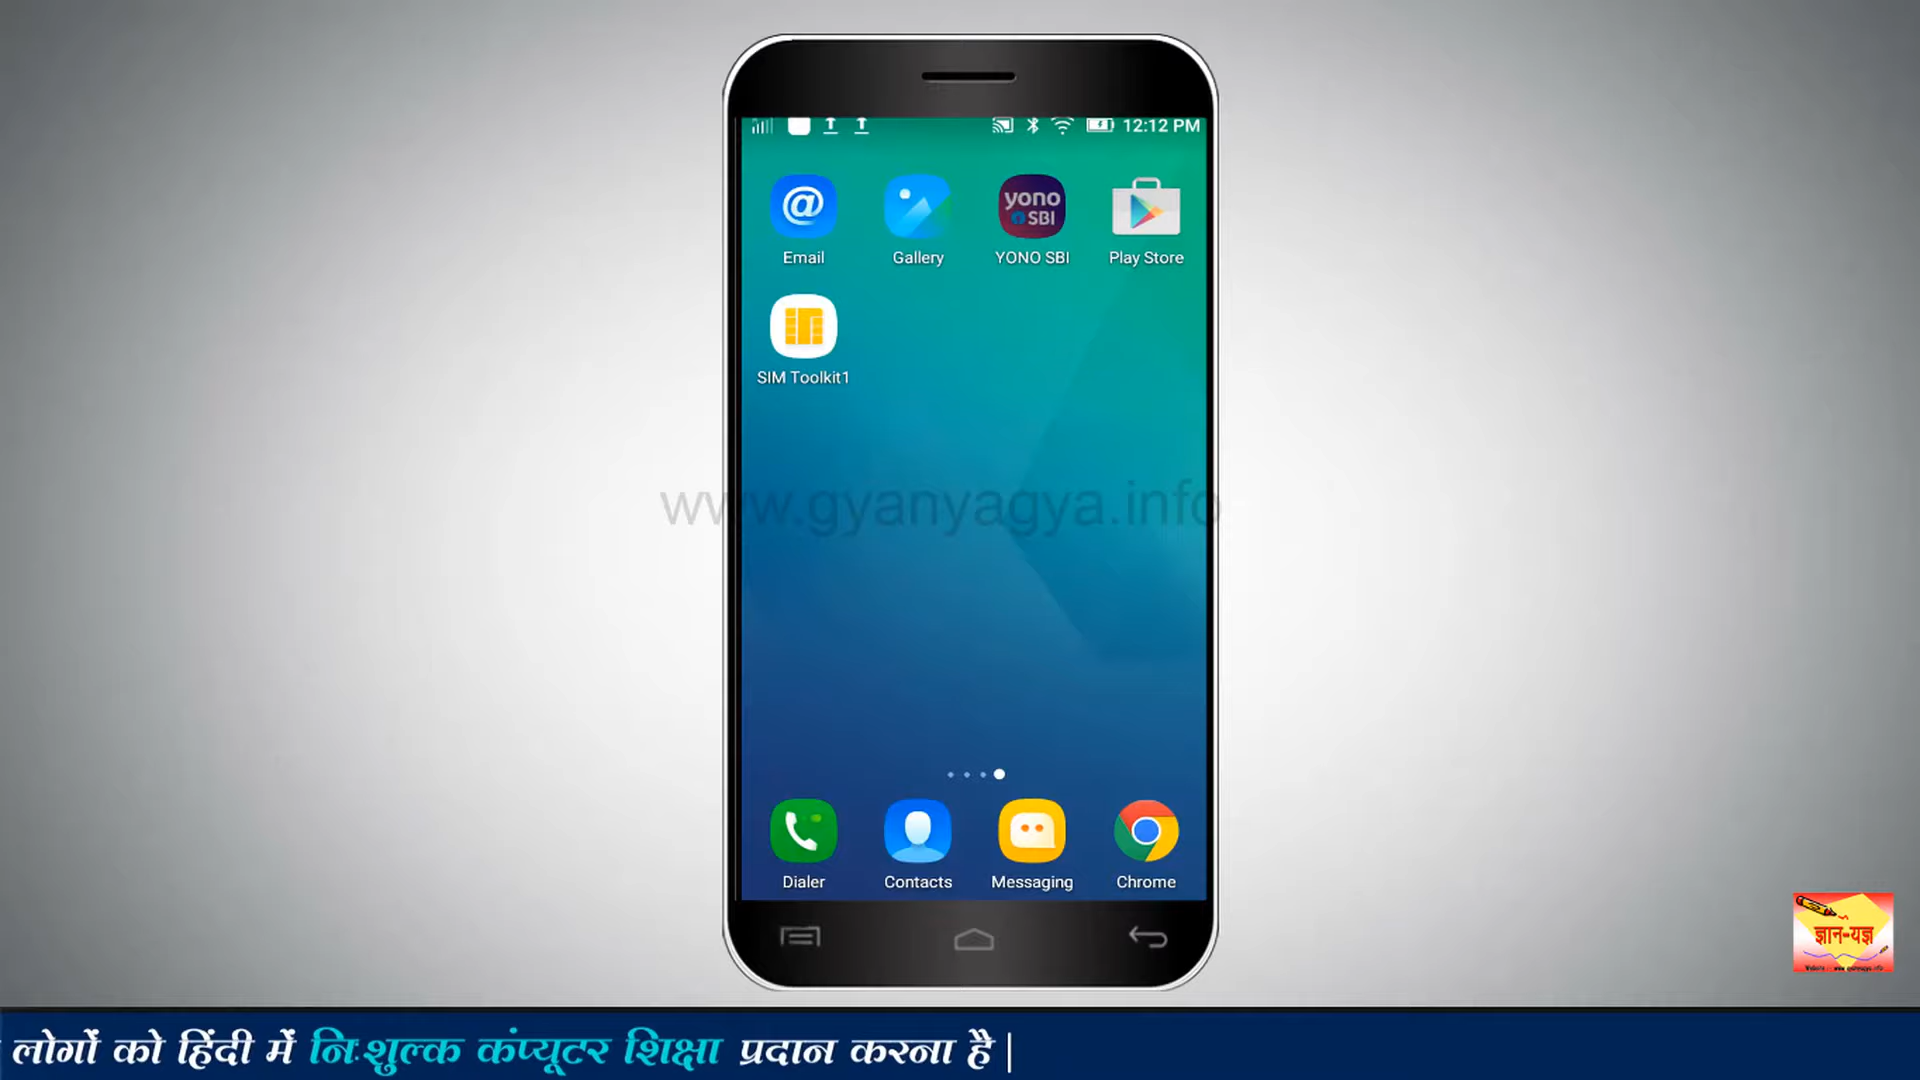 12:12 PM
@
yono
SBI
Email
Gallery
YONO SBI
Play Store
SIM Toolkit1
www.gyanyagya.info
Dialer
Contacts
Messaging
Chrome
ज्ञान-यज्ञ
लोगों को हिंदी में निःशुल्क कंप्यूटर शिक्षा प्रदान करना है |